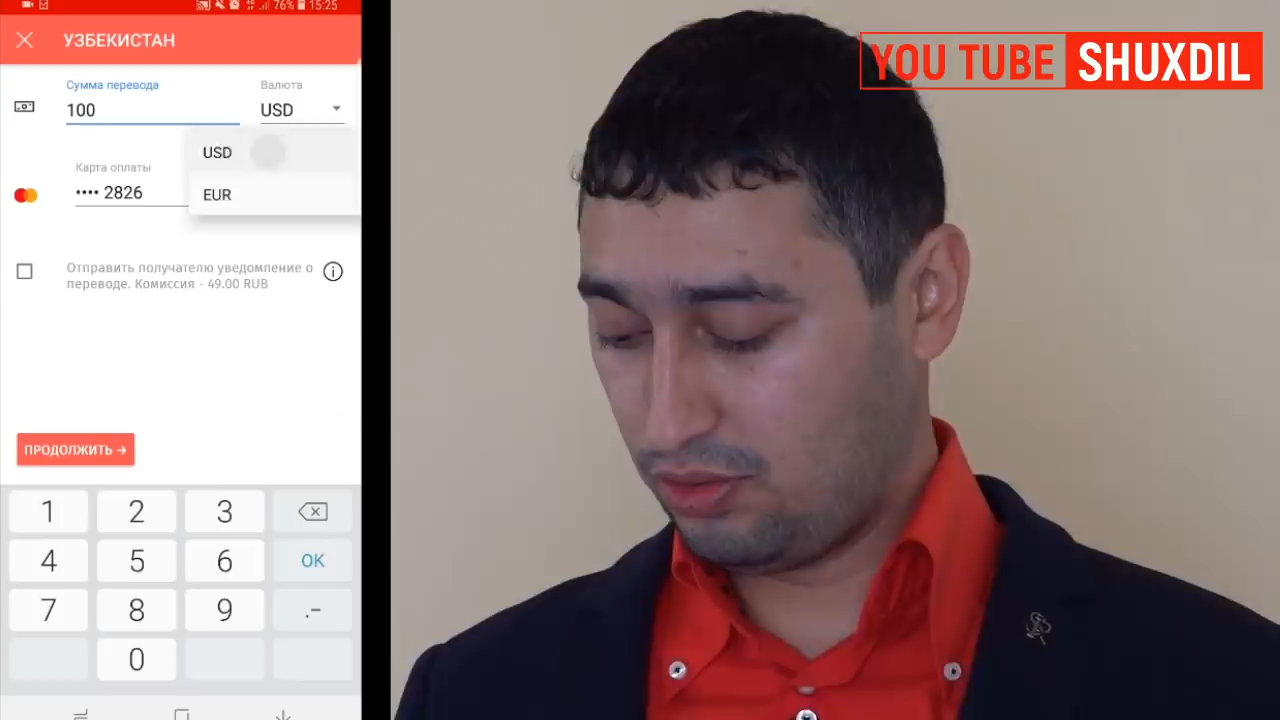 76% 15:25
УЗБЕКИСТАН
Сумма перевода
Валюта
100
USD
USD
EUR
Карта оплаты
•••• 2826
Отправить получателю уведомление о
переводе. Комиссия - 49.00 RUB
ПРОДОЛЖИТЬ →
1 2 3
4 5 6 OK
7 8 9 .-
0
YOU TUBE SHUXDIL